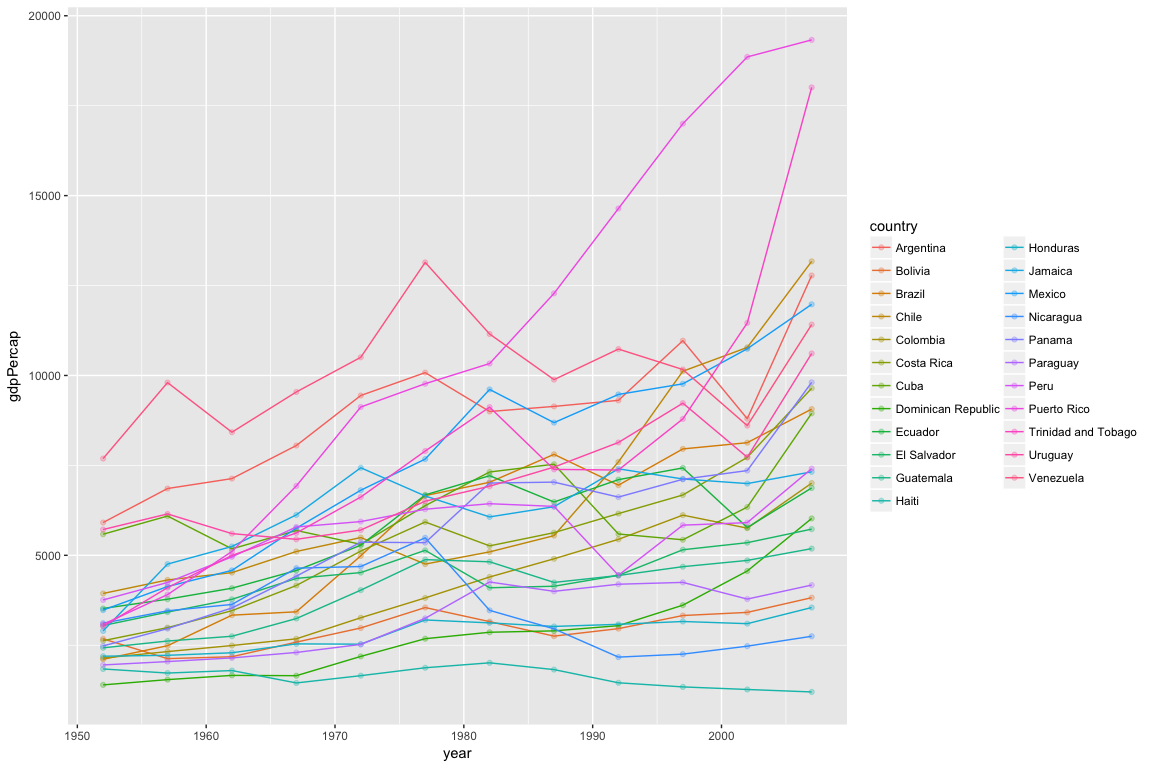 20000
15000
10000
5000
gdpPercap
1950 1960 1970 1980 1990 2000
year
country
Argentina
Bolivia
Brazil
Chile
Colombia
Costa Rica
Cuba
Dominican Republic
Ecuador
El Salvador
Guatemala
Haiti
Honduras
Jamaica
Mexico
Nicaragua
Panama
Paraguay
Peru
Puerto Rico
Trinidad and Tobago
Uruguay
Venezuela